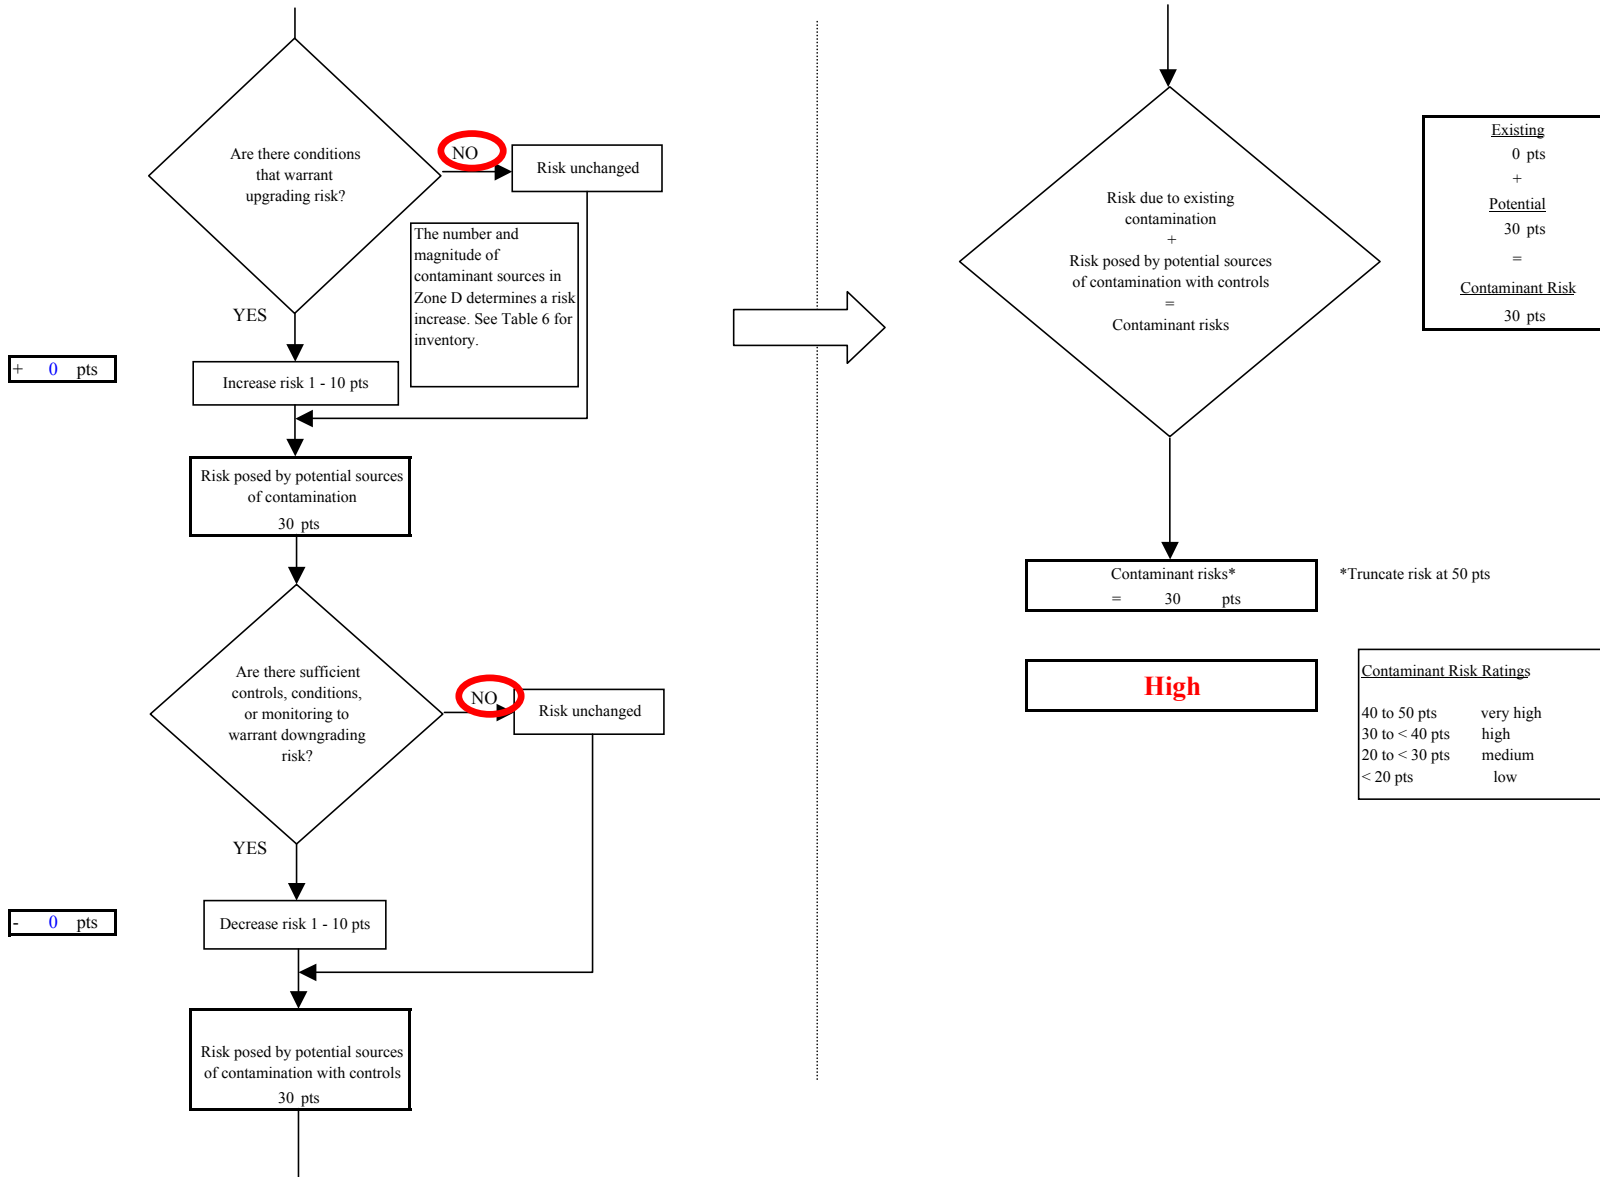 Are there conditions
that warrant
upgrading risk?
NO
Risk unchanged
The number and
magnitude of
contaminant sources in
Zone D determines a risk
increase. See Table 6 for
inventory.
YES
+ 0 pts
Increase risk 1 - 10 pts
Risk posed by potential sources
of contamination
30 pts
Are there sufficient
controls, conditions,
or monitoring to
warrant downgrading
risk?
NO
Risk unchanged
YES
- 0 pts
Decrease risk 1 - 10 pts
Risk posed by potential sources
of contamination with controls
30 pts
Risk due to existing
contamination
+
Risk posed by potential sources
of contamination with controls
=
Contaminant risks
Existing
0 pts
+
Potential
30 pts
=
Contaminant Risk
30 pts
Contaminant risks*
= 30 pts
*Truncate risk at 50 pts
High
Contaminant Risk Ratings
40 to 50 pts very high
30 to < 40 pts high
20 to < 30 pts medium
< 20 pts low